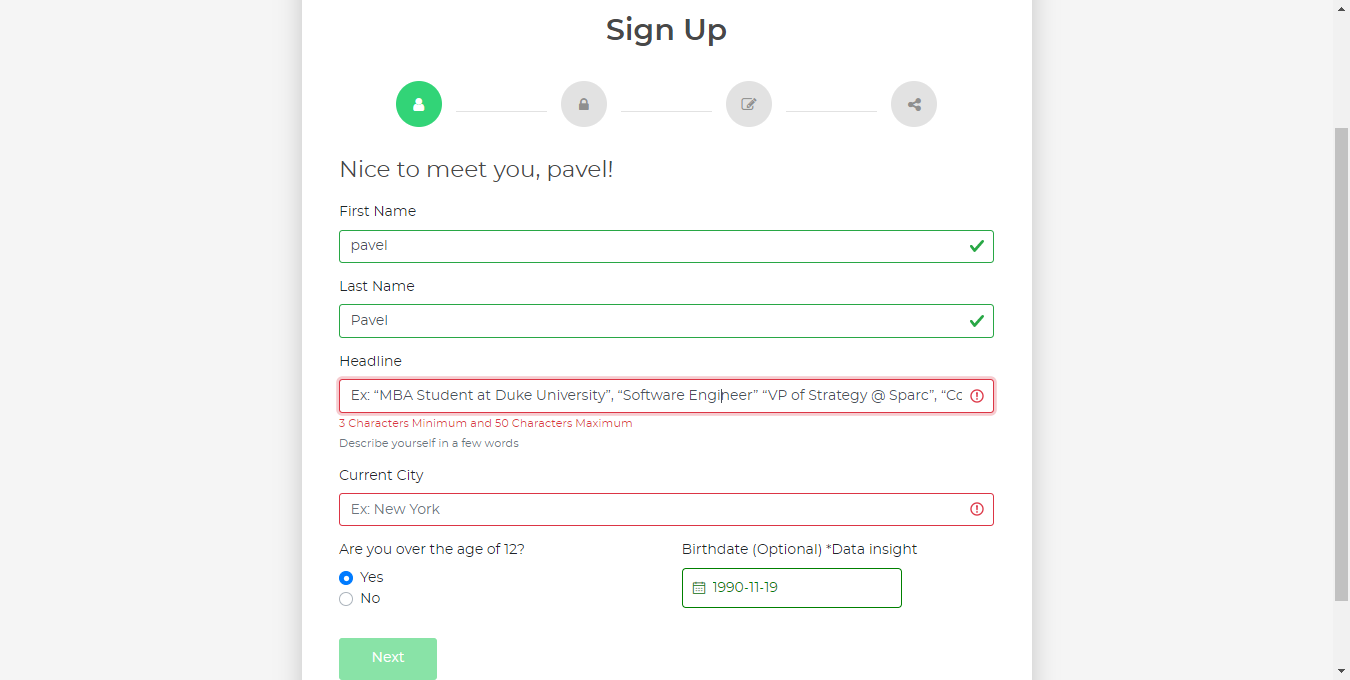 Sign Up
Nice to meet you, pavel!
First Name
pavel
Last Name
Pavel
Headline
Ex: “MBA Student at Duke University”, “Software Engineer” “VP of Strategy @ Sparc”, “Cc
3 Characters Minimum and 50 Characters Maximum
Describe yourself in a few words
Current City
Ex: New York
Are you over the age of 12?
Birthdate (Optional) *Data insight
Yes
1990-11-19
No
Next